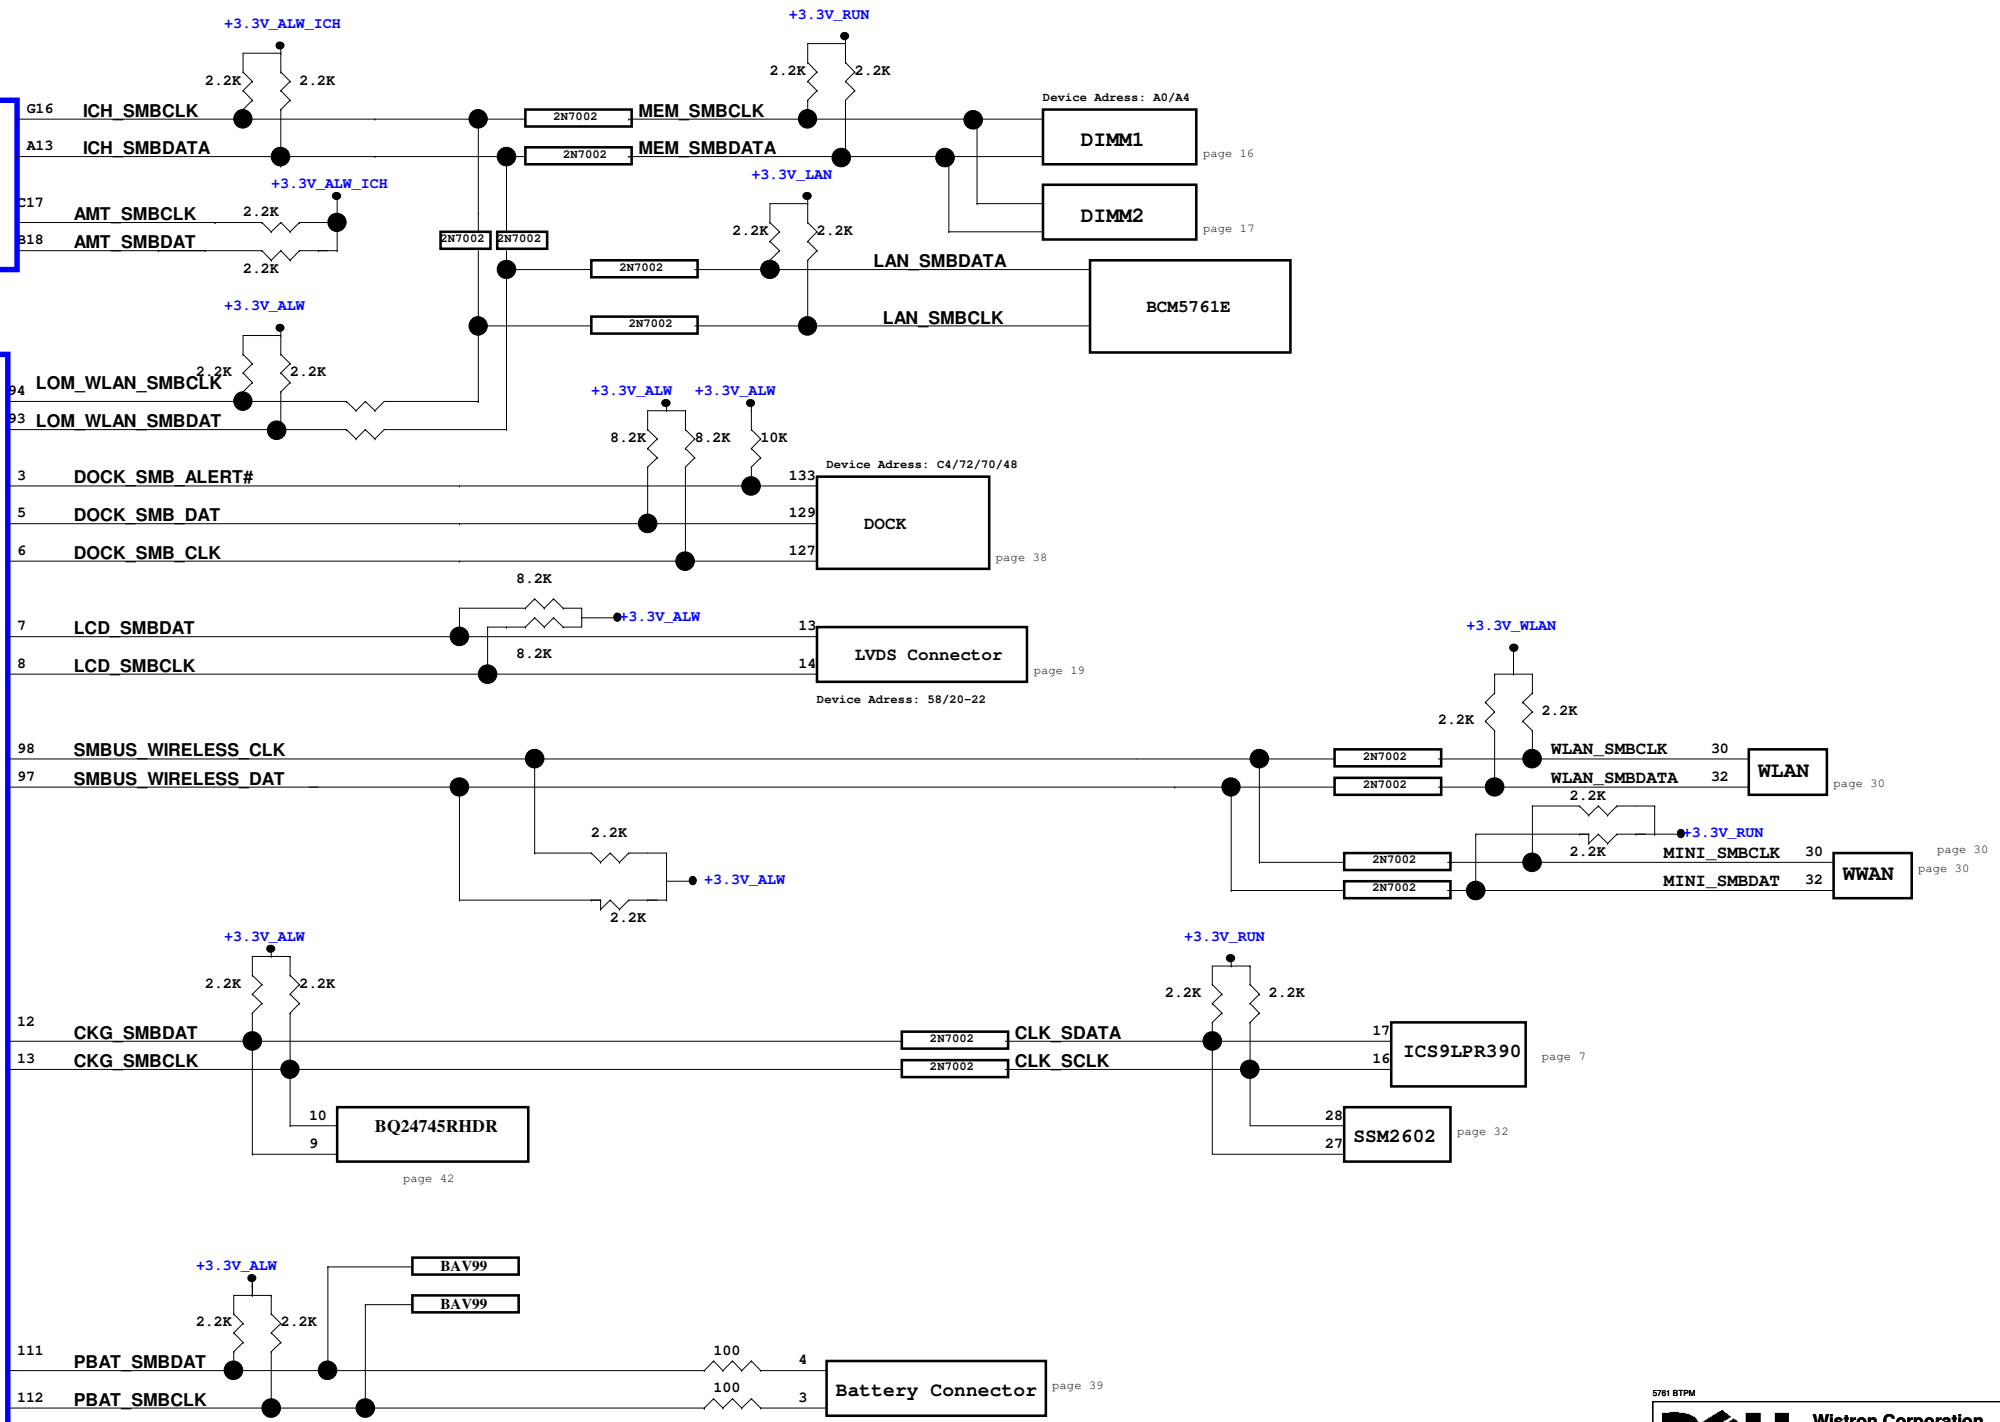 +3.3V_ALW_ICH
+3.3V_RUN
2.2K 2.2K
2.2K 2.2K
G16 ICH_SMBCLK
2N7002 MEM_SMBCLK
Device Adress: A0/A4
DIMM1
page 16
A13 ICH_SMBDATA
2N7002 MEM_SMBDATA
+3.3V_ALW_ICH
+3.3V_LAN
C17 AMT_SMBCLK 2.2K
DIMM2
page 17
B18 AMT_SMBDAT
2.2K
2N7002 2N7002
2.2K 2.2K
2N7002
LAN_SMBDATA
BCM5761E
2N7002
LAN_SMBCLK
+3.3V_ALW
2.2K 2.2K
94 LOM_WLAN_SMBCLK
93 LOM_WLAN_SMBDAT
+3.3V_ALW +3.3V_ALW
8.2K 8.2K 10K
Device Adress: C4/72/70/48
3 DOCK_SMB_ALERT# 133
5 DOCK_SMB_DAT 129
DOCK
6 DOCK_SMB_CLK 127
page 38
8.2K
+3.3V_ALW
7 LCD_SMBDAT 13
8.2K
LVDS Connector
page 19
8 LCD_SMBCLK 14
Device Adress: 58/20-22
+3.3V_WLAN
2.2K 2.2K
98 SMBUS_WIRELESS_CLK
2N7002 WLAN_SMBCLK 30
97 SMBUS_WIRELESS_DAT
2N7002 WLAN_SMBDATA 32
WLAN
page 30
2.2K
+3.3V_RUN
2.2K
2.2K
2N7002 MINI_SMBCLK 30
page 30
+3.3V_ALW
2N7002 MINI_SMBDAT 32
WWAN
page 30
2.2K
+3.3V_ALW
+3.3V_RUN
2.2K 2.2K
2.2K 2.2K
12 CKG_SMBDAT
2N7002 CLK_SDATA 17
13 CKG_SMBCLK
2N7002 CLK_SCLK 16
ICS9LPR390
page 7
10
9
BQ24745RHDR
page 42
28
27
SSM2602
page 32
+3.3V_ALW
BAV99
BAV99
2.2K 2.2K
111 PBAT_SMBDAT 100 4
112 PBAT_SMBCLK 100 3
Battery Connector
page 39
5761 BTPM
Wistron Corporation